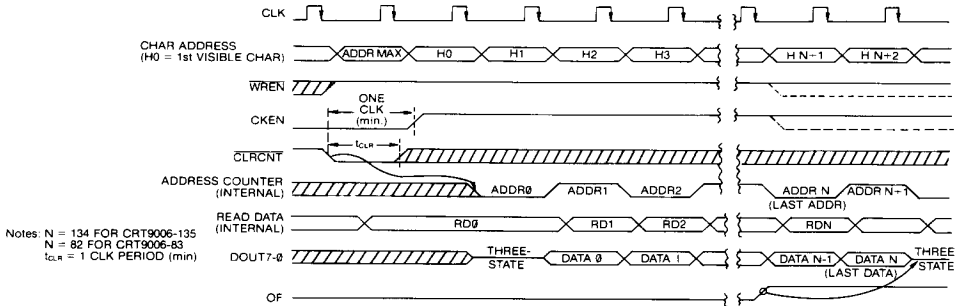 CLK
CHAR ADDRESS
(H0 = 1st VISIBLE CHAR)
ADDR MAX H0 H1 H2 H3 H N+1 H N+2
WREN
ONE
CLK
(min.)
CKEN
tCLR
CLRCNT
ADDRESS COUNTER
(INTERNAL)
ADDR0 ADDR1 ADDR2 ADDR N ADDR N+1
(LAST ADDR)
READ DATA
(INTERNAL)
RD0 RD1 RD2 RDN
Notes: N = 134 FOR CRT9006-135
N = 82 FOR CRT9006-83
tCLR = 1 CLK PERIOD (min)
DOUT7-0
THREE-
STATE
DATA 0 DATA 1 DATA N-1 DATA N
(LAST DATA)
THREE
STATE
OF